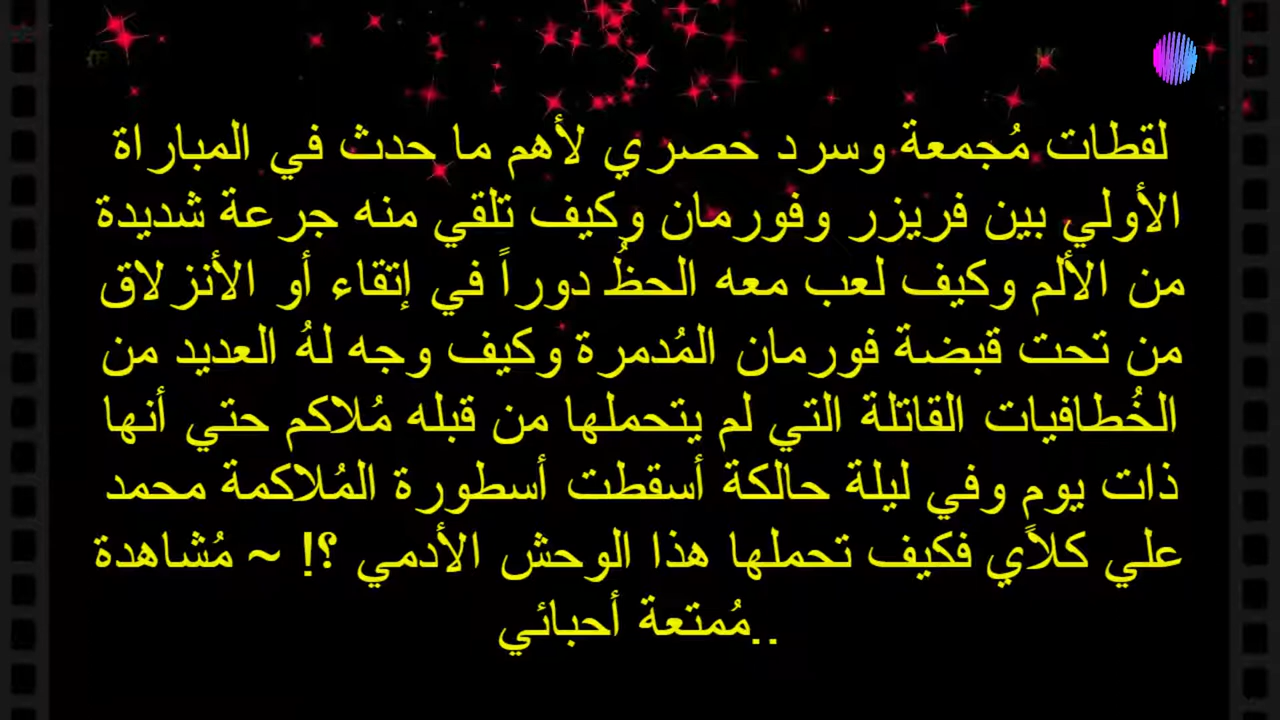 لقطات مُجمعة وسرد حصري لأهم ما حدث في المباراة
الأولي بين فريزر وفورمان وكيف تلقي منه جرعة شديدة
من الألم وكيف لعب معه الحظُ دوراً في إتقاء أو الأنزلاق
من تحت قبضة فورمان المُدمرة وكيف وجه لهُ العديد من
الخُطافيات القاتلة التي لم يتحملها من قبله مُلاكم حتي أنها
ذات يوم وفي ليلة حالكة أسقطت أسطورة المُلاكمة محمد
علي كلاًي فكيف تحملها هذا الوحش الأدمي ؟! ~ مُشاهدة
مُمتعة أحبائي..